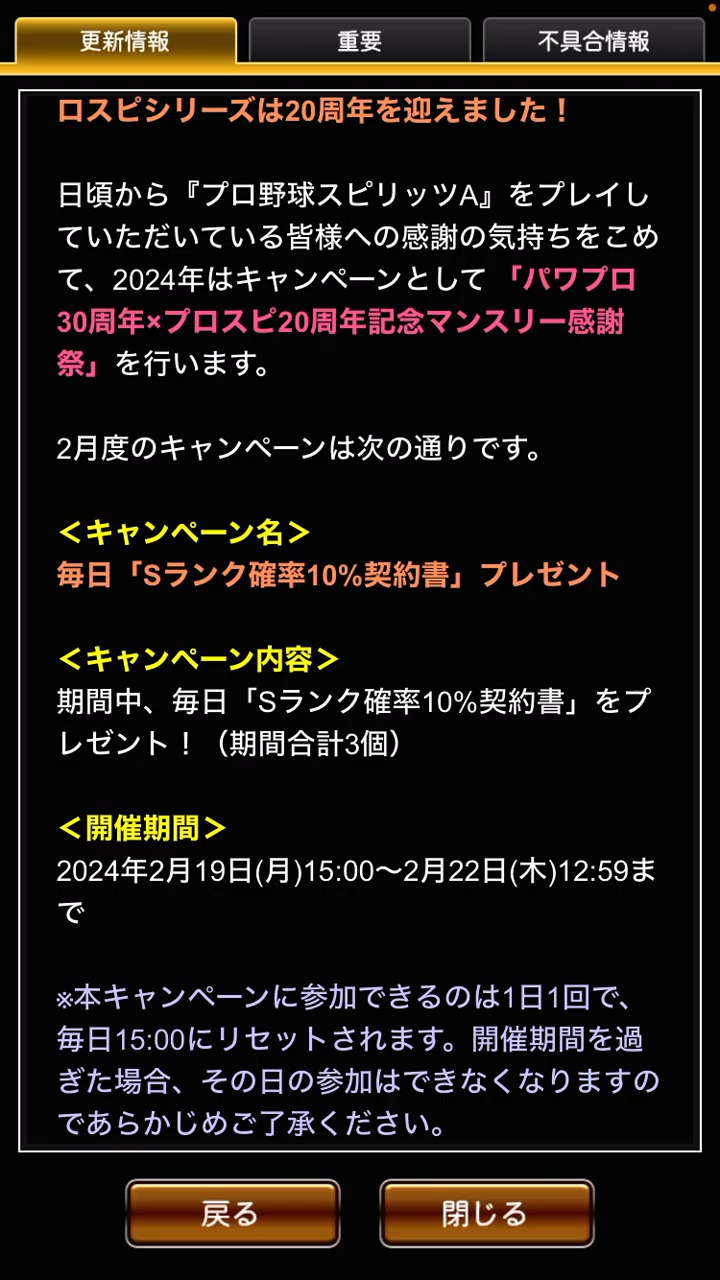 更新情報
重要
不具合情報
ロスピシリーズは20周年を迎えました！
日頃から『プロ野球スピリッツA』をプレイし
ていただいている皆様への感謝の気持ちをこめ
て、2024年はキャンペーンとして「パワプロ
30周年×プロスピ20周年記念マンスリー感謝
祭」を行います。
2月度のキャンペーンは次の通りです。
＜キャンペーン名＞
毎日「Sランク確率10%契約書」プレゼント
＜キャンペーン内容＞
期間中、毎日「Sランク確率10%契約書」をプ
レゼント！（期間合計3個）
＜開催期間＞
2024年2月19日(月)15:00〜2月22日(木)12:59ま
で
※本キャンペーンに参加できるのは1日1回で、
毎日15:00にリセットされます。開催期間を過
ぎた場合、その日の参加はできなくなりますの
であらかじめご了承ください。
戻る
閉じる